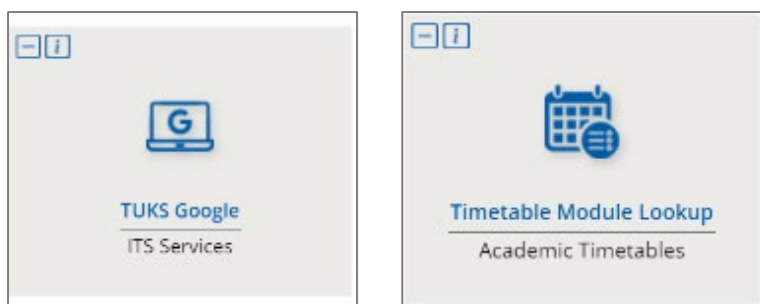 i
G
TUKS Google
ITS Services
i
Timetable Module Lookup
Academic Timetables